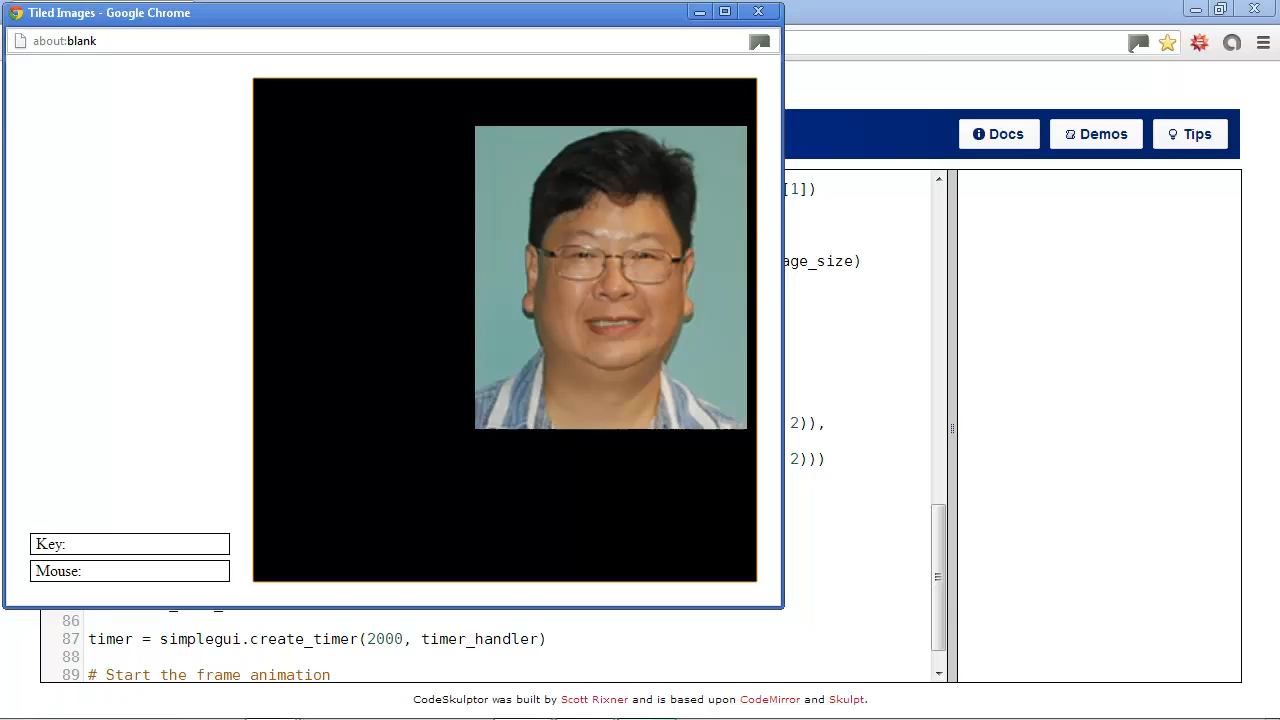 Tiled Images - Google Chrome
about:blank
Docs
Demos
Tips
[1])
age_size)
2)),
2)))
Key:
Mouse:
86
87 timer = simplegui.create_timer(2000, timer_handler)
88
89 # Start the frame animation
CodeSkulptor was built by Scott Rixner and is based upon CodeMirror and Skulpt.